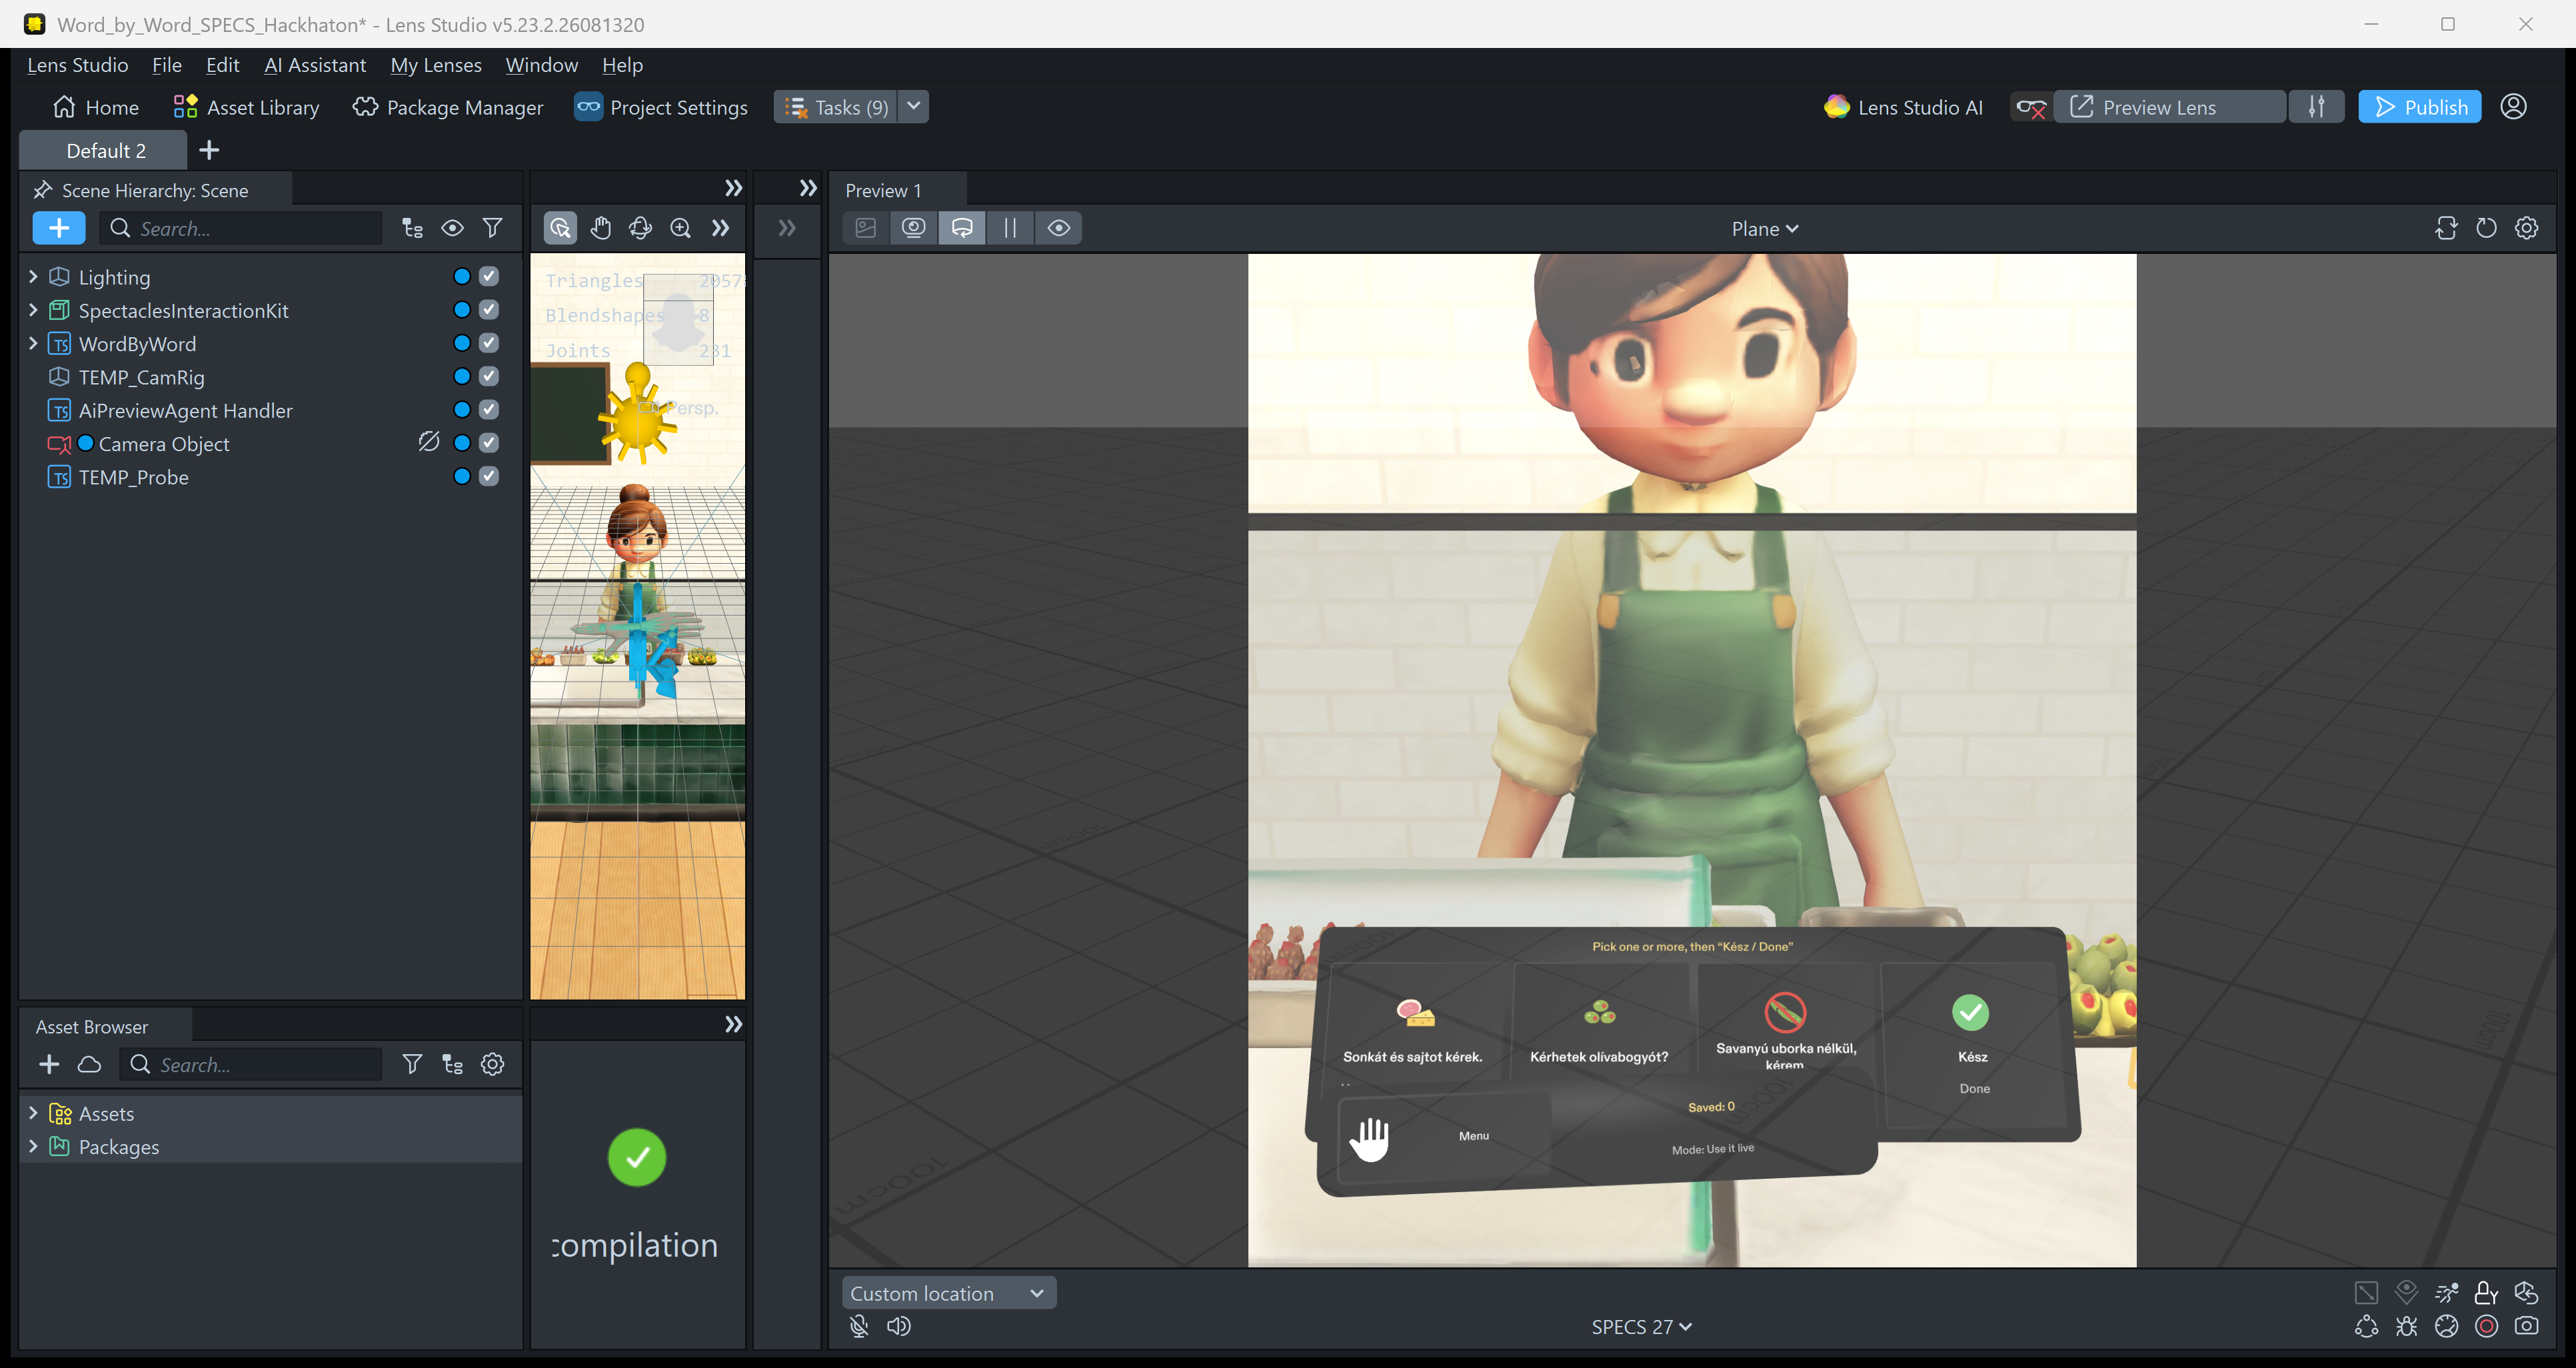 Word_by_Word_SPECS_Hackhaton* - Lens Studio v5.23.2.26081320
Lens Studio File Edit AI Assistant My Lenses Window Help
Home Asset Library Package Manager Project Settings Tasks (9) Lens Studio AI Preview Lens Publish
Default 2
Scene Hierarchy: Scene
Preview 1
Search...
Plane
Lighting
SpectaclesInteractionKit
WordByWord
TEMP_CamRig
AiPreviewAgent Handler
Camera Object
TEMP_Probe
Triangles
Blendshapes 8
Joints 231
Persp.
Asset Browser
Search...
Assets
Packages
compilation
Pick one or more, then "Kész / Done"
Sonkát és sajtot kérek.
Kérhetek olívabogyót?
Savanyú uborka nélkül,
kérem
Kész
Done
Menu
Saved: 0
Mode: Use it live
100cm
Custom location
SPECS 27